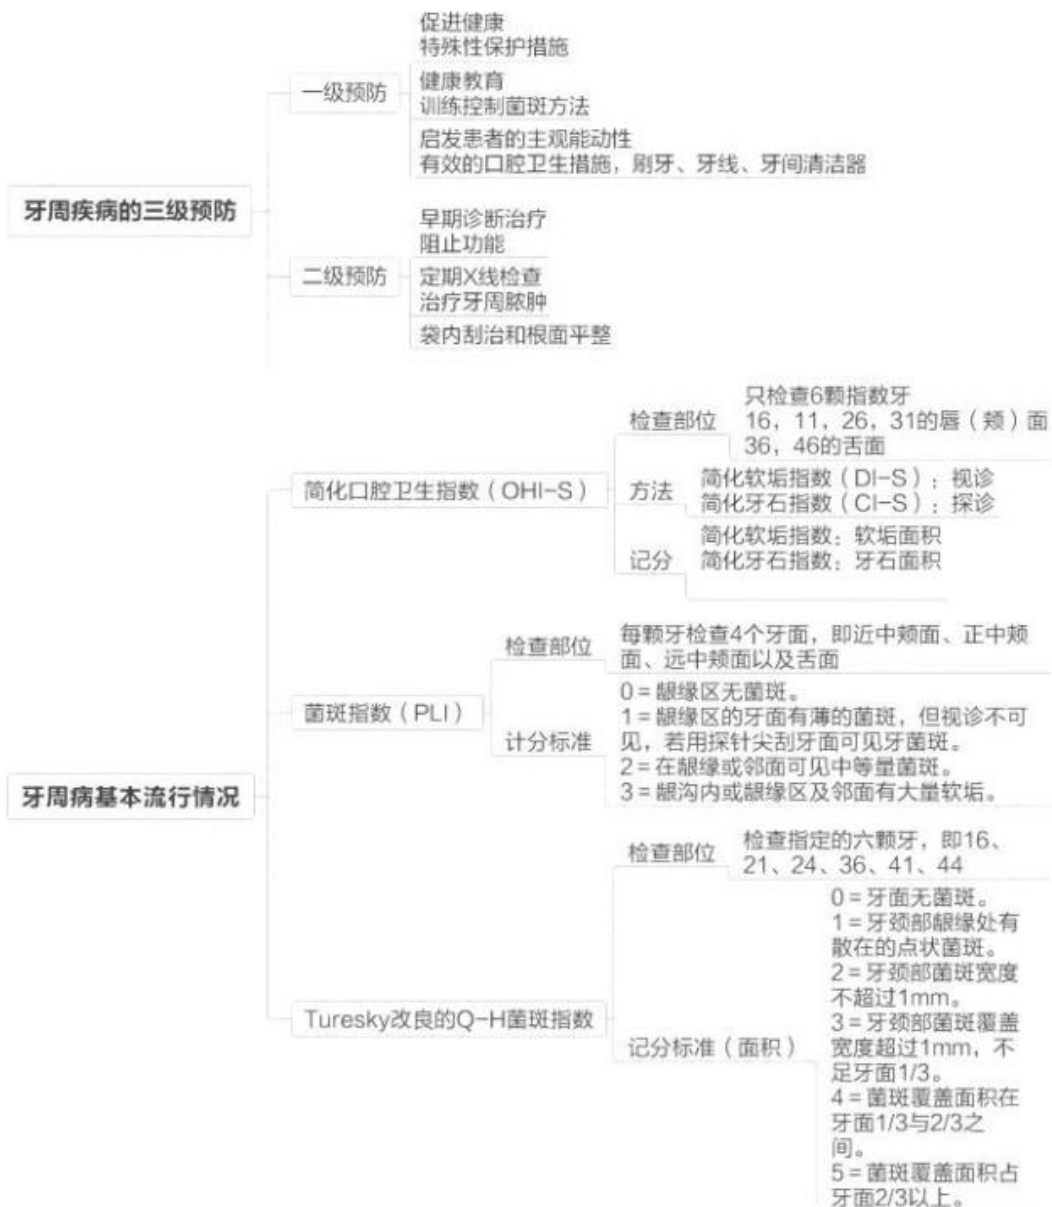 牙周疾病的三级预防
一级预防
促进健康
特殊性保护措施
健康教育
训练控制菌斑方法
启发患者的主观能动性
有效的口腔卫生措施，刷牙、牙线、牙间清洁器
二级预防
早期诊断治疗
阻止功能
定期X线检查
治疗牙周脓肿
袋内刮治和根面平整
牙周病基本流行情况
简化口腔卫生指数（OHI-S）
检查部位
只检查6颗指数牙
16，11，26，31的唇（颊）面
36，46的舌面
方法
简化软垢指数（DI-S）：视诊
简化牙石指数（CI-S）：探诊
记分
简化软垢指数：软垢面积
简化牙石指数：牙石面积
菌斑指数（PLI）
检查部位
每颗牙检查4个牙面，即近中颊面、正中颊
面、远中颊面以及舌面
计分标准
0＝龈缘区无菌斑。
1＝龈缘区的牙面有薄的菌斑，但视诊不可
见，若用探针尖刮牙面可见牙菌斑。
2＝在龈缘或邻面可见中等量菌斑。
3＝龈沟内或龈缘区及邻面有大量软垢。
Turesky改良的Q-H菌斑指数
检查部位
检查指定的六颗牙，即16、
21、24、36、41、44
记分标准（面积）
0＝牙面无菌斑。
1＝牙颈部龈缘处有
散在的点状菌斑。
2＝牙颈部菌斑宽度
不超过1mm。
3＝牙颈部菌斑覆盖
宽度超过1mm，不
足牙面1/3。
4＝菌斑覆盖面积在
牙面1/3与2/3之
间。
5＝菌斑覆盖面积占
牙面2/3以上。